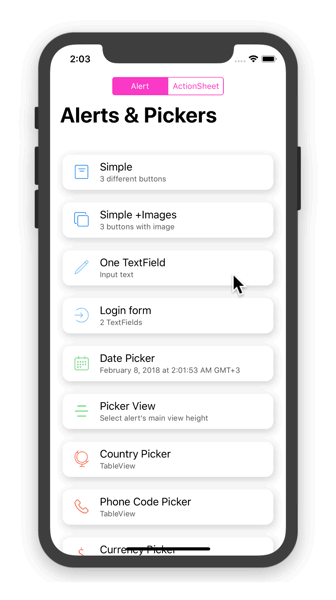 2:03
Alert ActionSheet
Alerts & Pickers
Simple
3 different buttons
Simple +Images
3 buttons with image
One TextField
Input text
Login form
2 TextFields
Date Picker
February 8, 2018 at 2:01:53 AM GMT+3
Picker View
Select alert's main view height
Country Picker
TableView
Phone Code Picker
TableView
Currency Picker